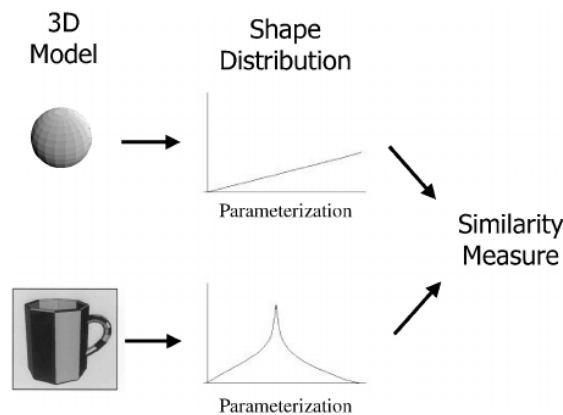 3D
Model
Shape
Distribution
Parameterization
Similarity
Measure
Parameterization